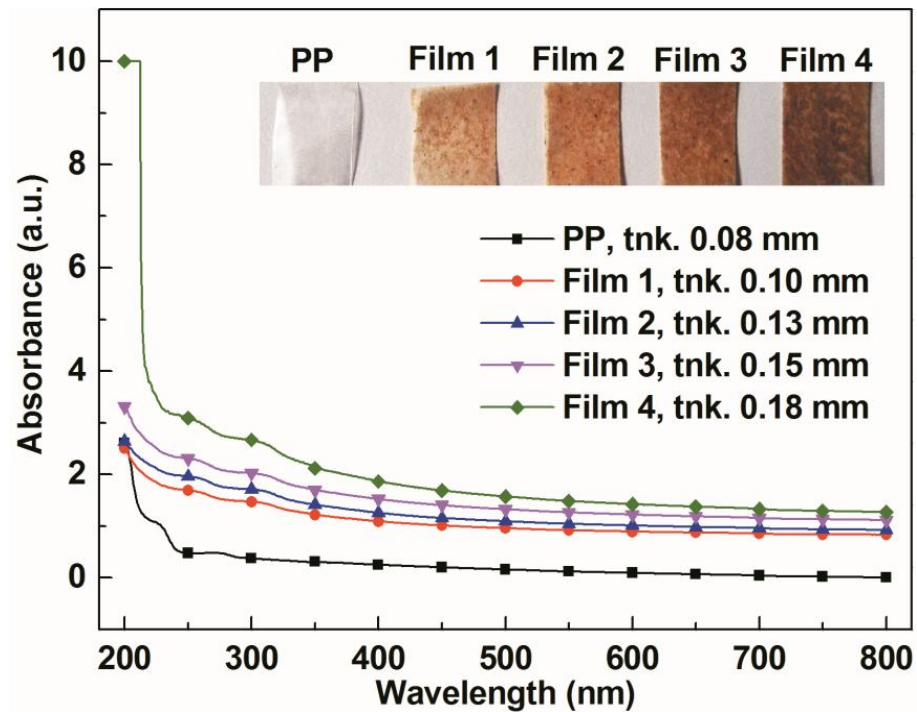 PP Film 1 Film 2 Film 3 Film 4
PP, tnk. 0.08 mm
Film 1, tnk. 0.10 mm
Film 2, tnk. 0.13 mm
Film 3, tnk. 0.15 mm
Film 4, tnk. 0.18 mm
Absorbance (a.u.)
10
8
6
4
2
0
200 300 400 500 600 700 800
Wavelength (nm)